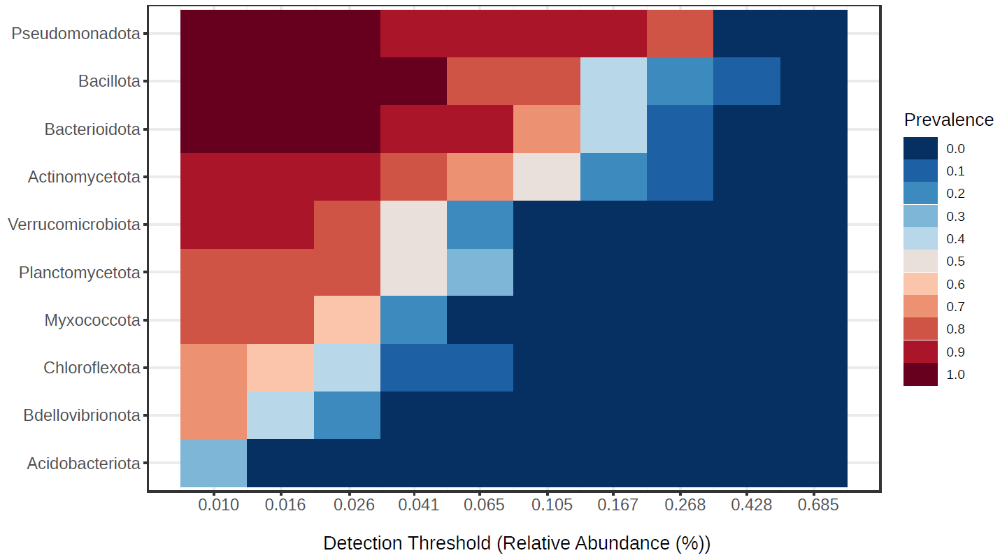 Pseudomonadota
Bacillota
Bacterioidota
Actinomycetota
Verrucomicrobiota
Planctomycetota
Myxococcota
Chloroflexota
Bdellovibrionota
Acidobacteriota
0.010 0.016 0.026 0.041 0.065 0.105 0.167 0.268 0.428 0.685
Detection Threshold (Relative Abundance (%))
Prevalence
0.0
0.1
0.2
0.3
0.4
0.5
0.6
0.7
0.8
0.9
1.0